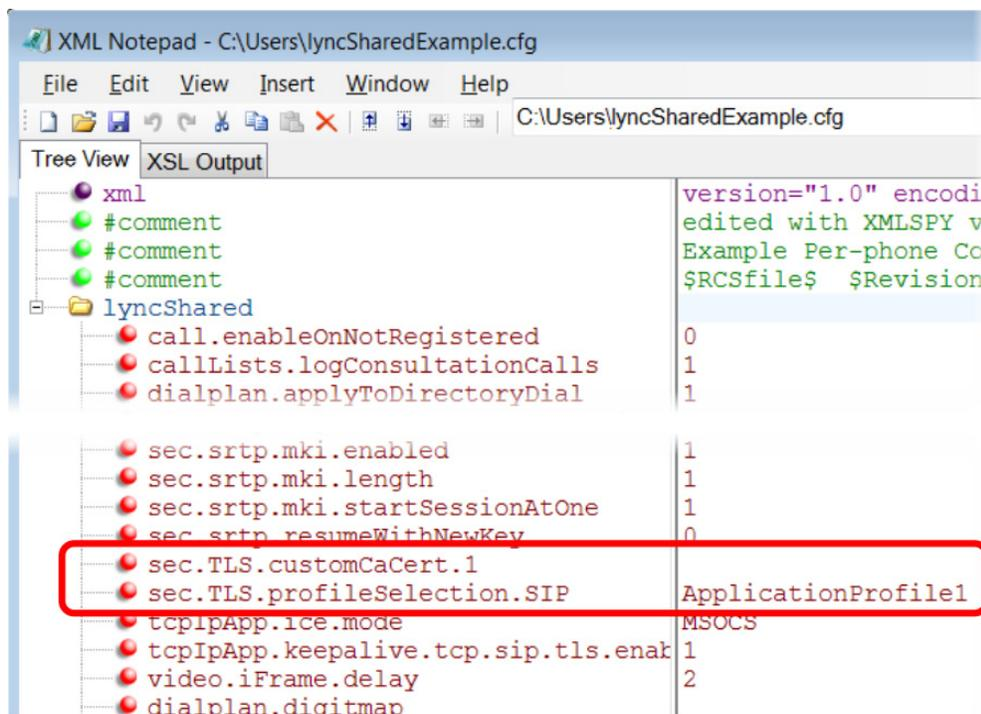 XML Notepad - C:\Users\lyncSharedExample.cfg
File Edit View Insert Window Help
C:\Users\lyncSharedExample.cfg
Tree View XSL Output
xml version="1.0" encodi
#comment edited with XMLSPY v
#comment Example Per-phone Co
#comment $RCSfile$ $Revision
lyncShared
call.enableOnNotRegistered 0
callLists.logConsultationCalls 1
dialplan.applyToDirectoryDial 1
sec.srtp.mki.enabled 1
sec.srtp.mki.length 1
sec.srtp.mki.startSessionAtOne 1
sec.srtp.resumeWithNewKey 0
sec.TLS.customCaCert.1
sec.TLS.profileSelection.SIP ApplicationProfile1
tcpIpApp.ice.mode MSOCS
tcpIpApp.keepalive.tcp.sip.tls.enab 1
video.iFrame.delay 2
dialplan.digitmap